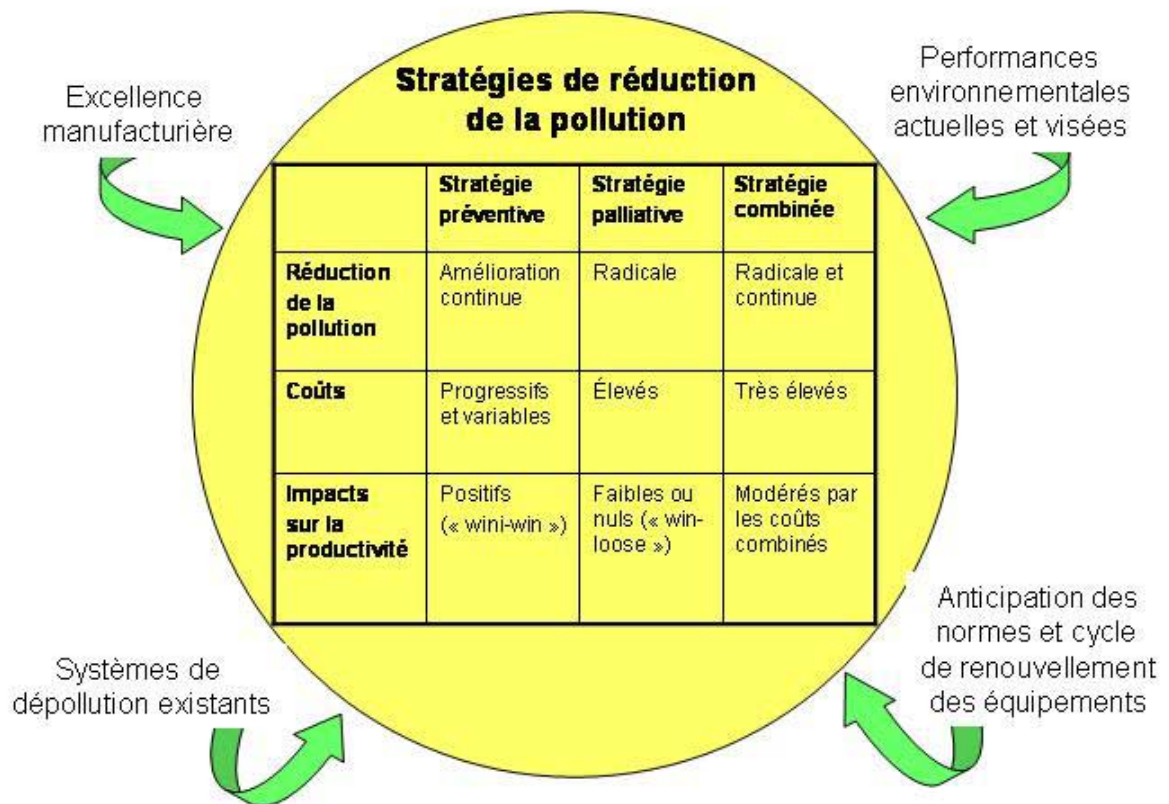 Excellence
manufacturière
Performances
environnementales
actuelles et visées
Stratégies de réduction
de la pollution
Stratégie
préventive
Stratégie
palliative
Stratégie
combinée
Réduction
de la
pollution
Amélioration
continue
Radicale
Radicale et
continue
Coûts
Progressifs
et variables
Élevés
Très élevés
Impacts
sur la
productivité
Positifs
(« wini-win »)
Faibles ou
nuls (« win-
loose »)
Modérés par
les coûts
combinés
Systèmes de
dépollution existants
Anticipation des
normes et cycle
de renouvellement
des équipements